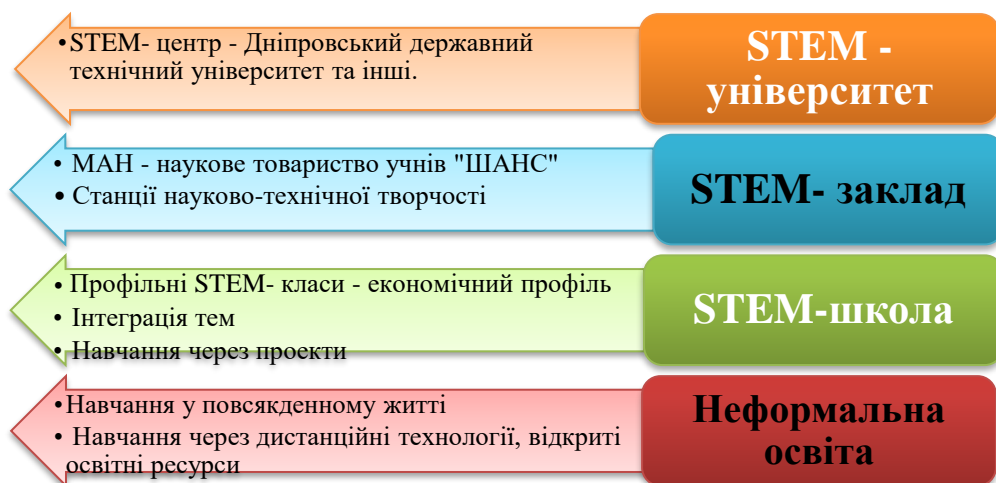 •STEM- центр - Дніпровський державний
технічний університет та інші.
STEM -
університет
• МАН - наукове товариство учнів "ШАНС"
• Станції науково-технічної творчості
STEM- заклад
• Профільні STEM- класи - економічний профіль
• Інтеграція тем
• Навчання через проекти
STEM-школа
•Навчання у повсякденному житті
• Навчання через дистанційні технології, відкриті
освітні ресурси
Неформальна
освіта